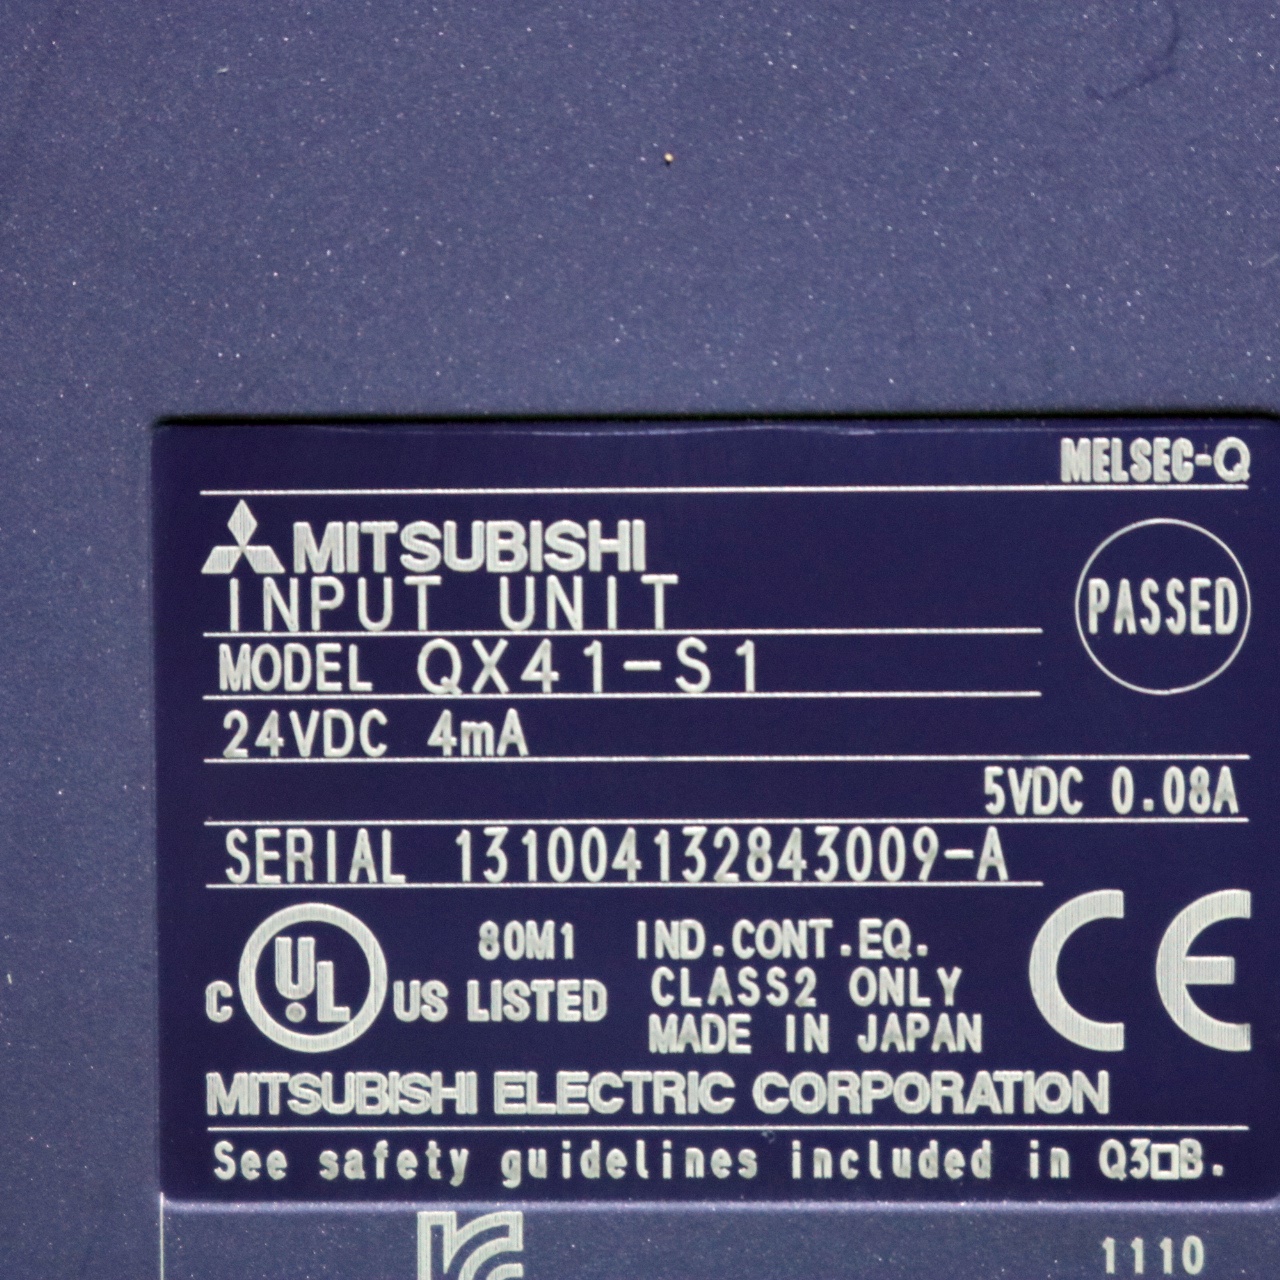 MELSEC-Q
MITSUBISHI
INPUT UNIT
PASSED
MODEL QX41-S1
24VDC 4mA
5VDC 0.08A
SERIAL 131004132843009-A
80M1 IND.CONT.EQ.
C UL US LISTED CLASS2 ONLY
MADE IN JAPAN
CE
MITSUBISHI ELECTRIC CORPORATION
See safety guidelines included in Q3□B.
1110